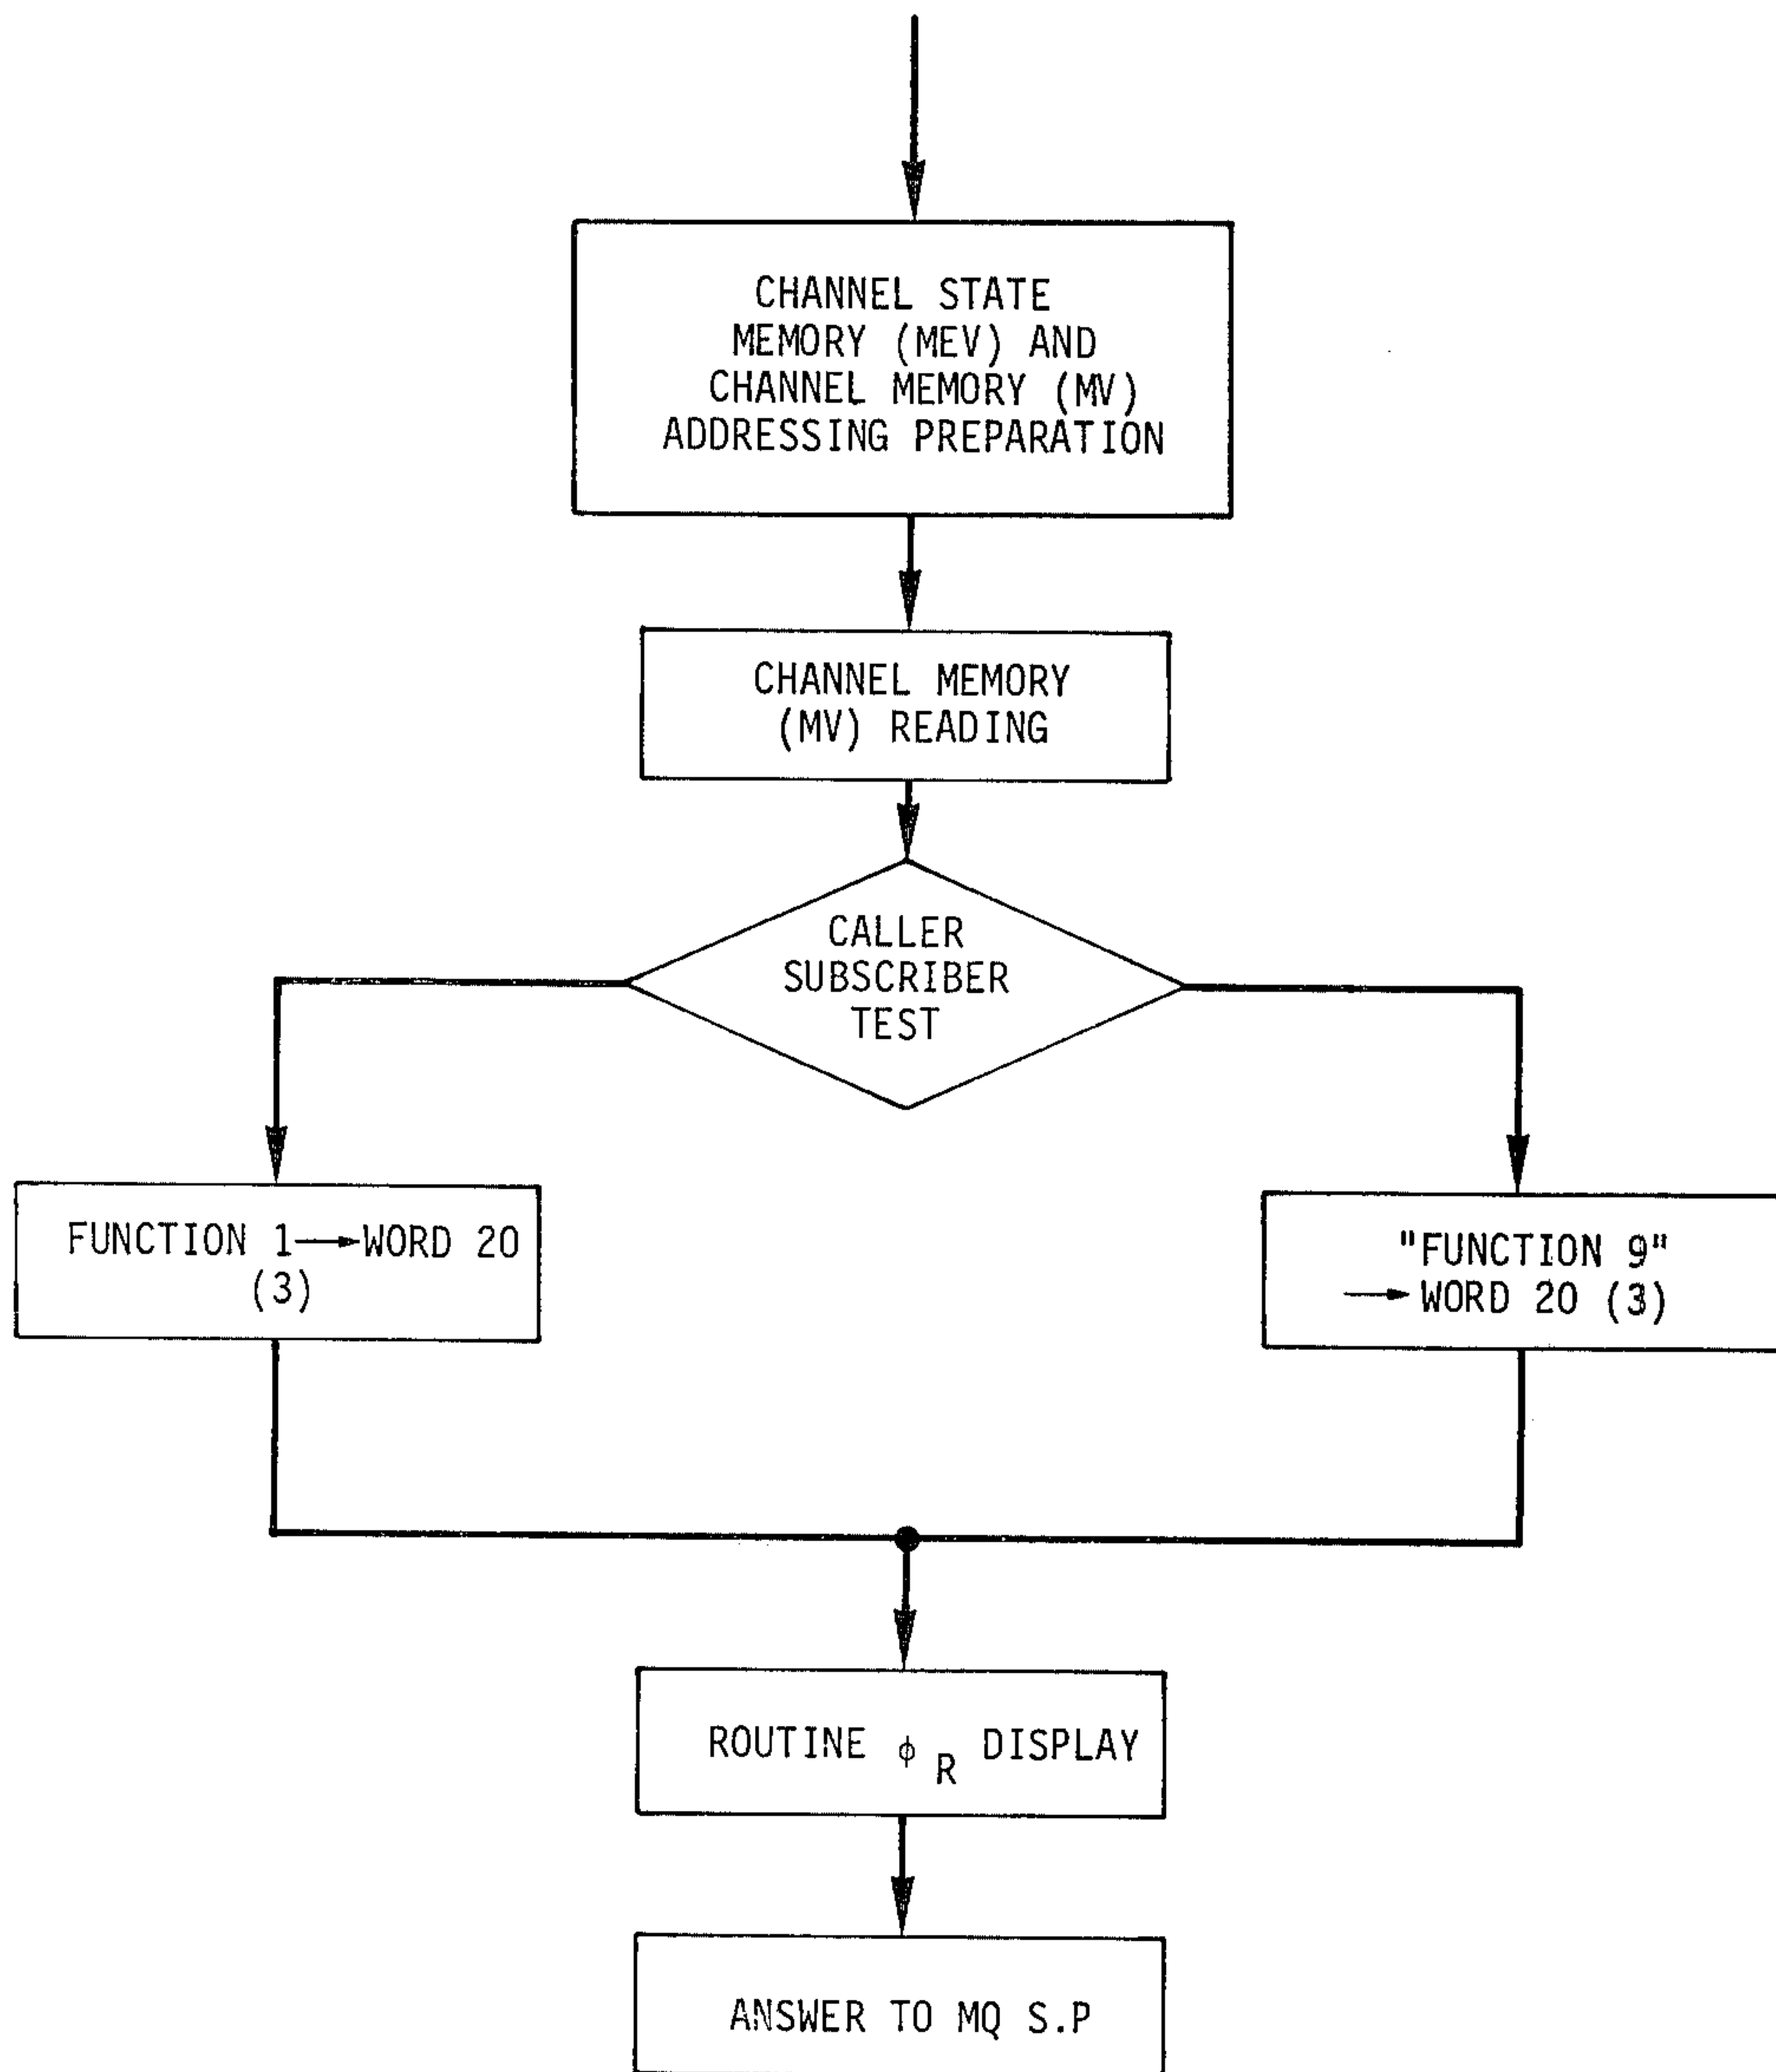 CHANNEL STATE
MEMORY (MEV) AND
CHANNEL MEMORY (MV)
ADDRESSING PREPARATION
CHANNEL MEMORY
(MV) READING
CALLER
SUBSCRIBER
TEST
FUNCTION 1→WORD 20
(3)
"FUNCTION 9"
→WORD 20 (3)
ROUTINE ϕ R DISPLAY
ANSWER TO MQ S.P